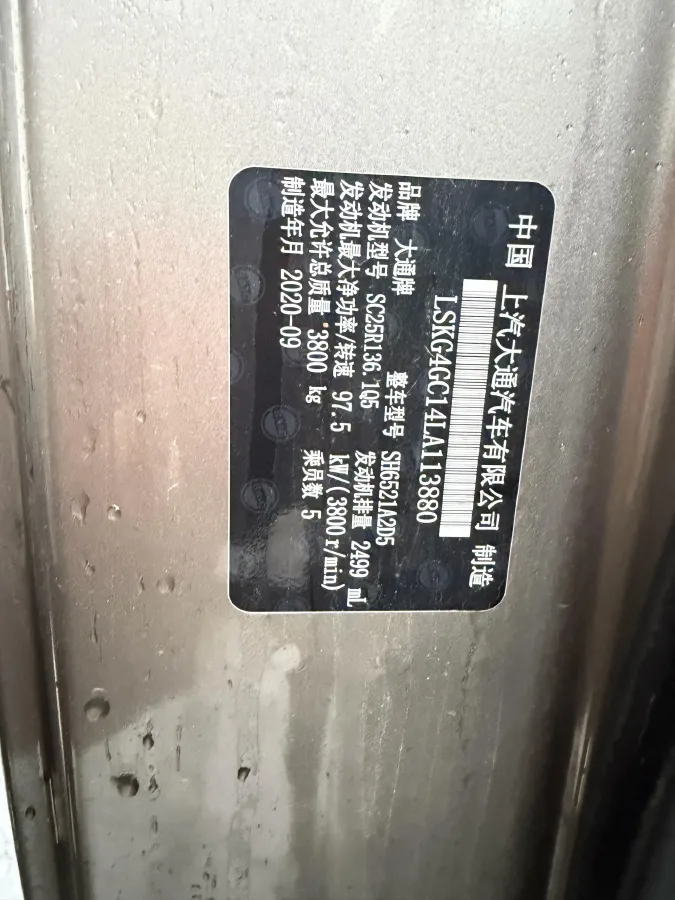 中国 上汽大通汽车有限公司 制造
LSKG4GC14LA113880
品牌 大通牌 整车型号 SH6521A2D5
发动机型号 SC25R136.1Q5 发动机排量 2499 mL
发动机最大净功率/转速 97.5 kW/(3800r/min)
最大允许总质量 3800 kg 乘员数 5
制造年月 2020-09